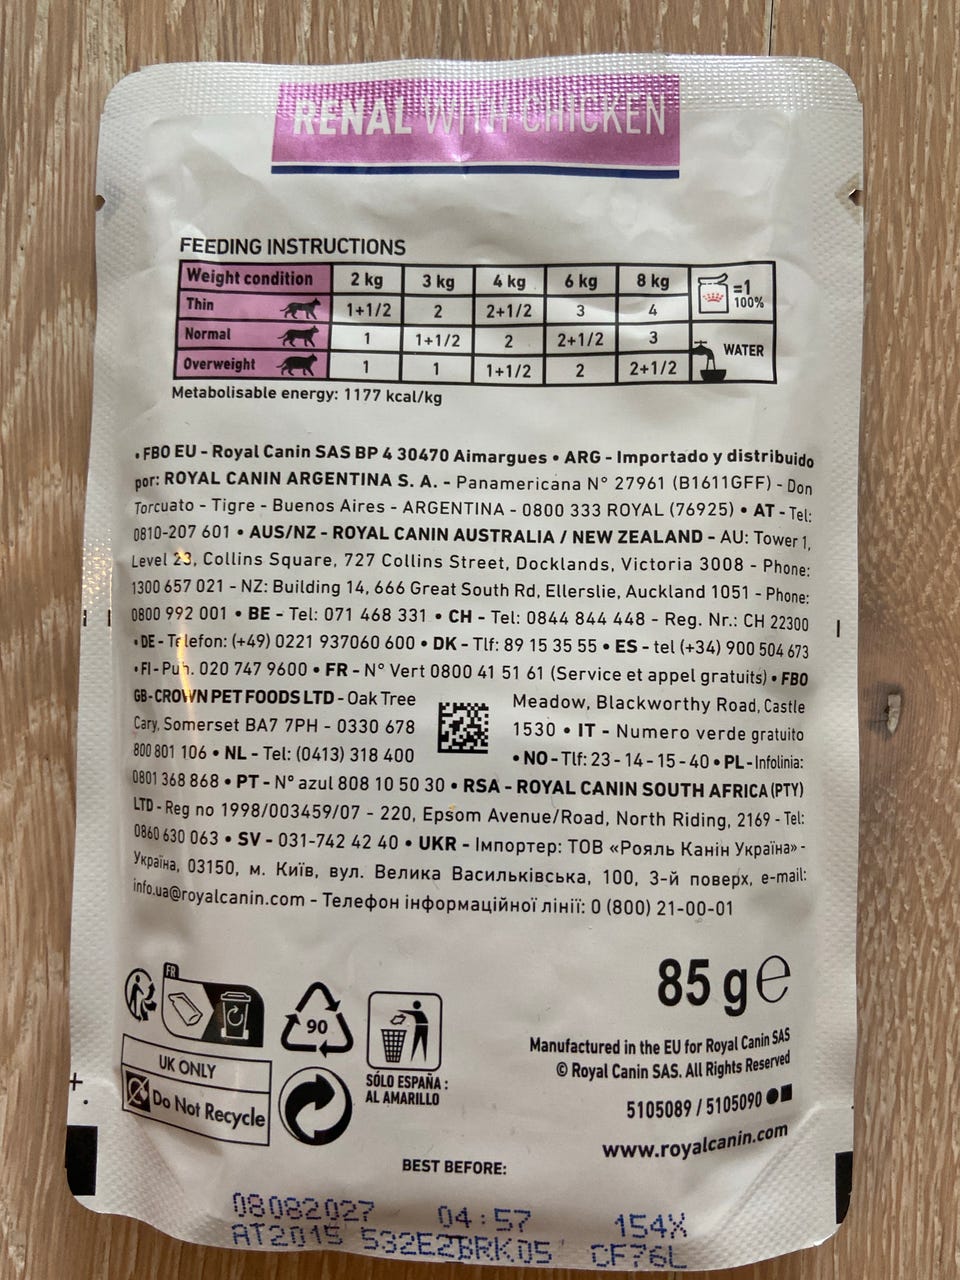 RENAL WITH CHICKEN
FEEDING INSTRUCTIONS
Weight condition 2 kg 3 kg 4 kg 6 kg 8 kg =1 100%
Thin 1+1/2 2 2+1/2 3 4
Normal 1 1+1/2 2 2+1/2 3 WATER
Overweight 1 1 1+1/2 2 2+1/2
Metabolisable energy: 1177 kcal/kg
• FBO EU - Royal Canin SAS BP 4 30470 Aimargues • ARG - Importado y distribuido
por: ROYAL CANIN ARGENTINA S. A. - Panamericana N° 27961 (B1611GFF) - Don
Torcuato - Tigre - Buenos Aires - ARGENTINA - 0800 333 ROYAL (76925) • AT - Tel:
0810-207 601 • AUS/NZ - ROYAL CANIN AUSTRALIA / NEW ZEALAND - AU: Tower 1,
Level 23, Collins Square, 727 Collins Street, Docklands, Victoria 3008 - Phone:
1300 657 021 - NZ: Building 14, 666 Great South Rd, Ellerslie, Auckland 1051 - Phone:
0800 992 001 • BE - Tel: 071 468 331 • CH - Tel: 0844 844 448 - Reg. Nr.: CH 22300
• DE - Telefon: (+49) 0221 937060 600 • DK - Tlf: 89 15 35 55 • ES - tel (+34) 900 504 673
• FI - Puh. 020 747 9600 • FR - N° Vert 0800 41 51 61 (Service et appel gratuits) • FBO
GB - CROWN PET FOODS LTD - Oak Tree Meadow, Blackworthy Road, Castle
Cary, Somerset BA7 7PH - 0330 678 1530 • IT - Numero verde gratuito
800 801 106 • NL - Tel: (0413) 318 400 • NO - Tlf: 23 - 14 - 15 - 40 • PL - Infolinia:
0801 368 868 • PT - N° azul 808 10 50 30 • RSA - ROYAL CANIN SOUTH AFRICA (PTY)
LTD - Reg no 1998/003459/07 - 220, Epsom Avenue/Road, North Riding, 2169 - Tel:
0860 630 063 • SV - 031-742 42 40 • UKR - Імпортер: ТОВ «Рояль Канін Україна» -
Україна, 03150, м. Київ, вул. Велика Васильківська, 100, 3-й поверх, e-mail:
info.ua@royalcanin.com - Телефон інформаційної лінії: 0 (800) 21-00-01
85 g e
FR
90
UK ONLY
Do Not Recycle
SÓLO ESPAÑA :
AL AMARILLO
Manufactured in the EU for Royal Canin SAS
© Royal Canin SAS. All Rights Reserved
5105089 / 5105090
www.royalcanin.com
BEST BEFORE:
08082027 04:57 154X
AT2015 532E2BRK05 CF76L